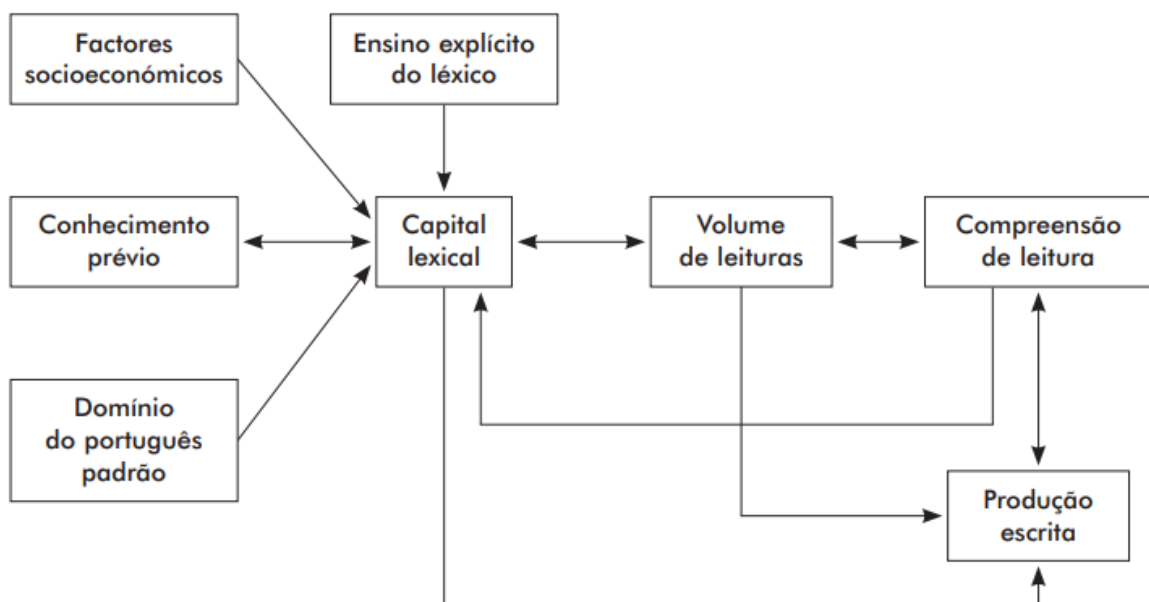 Factores
socioeconómicos
Ensino explícito
do léxico
Conhecimento
prévio
Capital
lexical
Volume
de leituras
Compreensão
de leitura
Domínio
do português
padrão
Produção
escrita